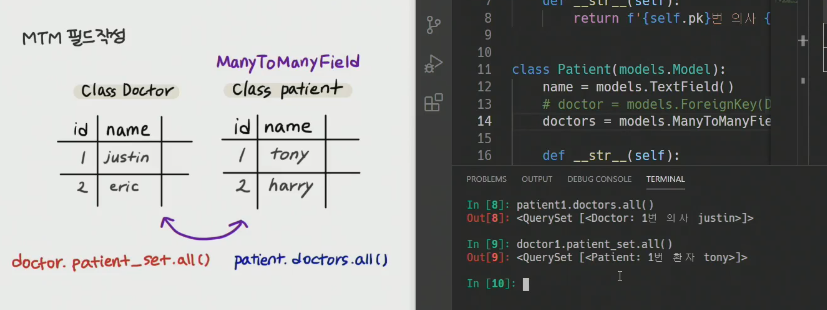 MTM 필드작성
ManyToManyField
Class Doctor
Class patient
id name
1 justin
2 eric
id name
1 tony
2 harry
doctor. patient_set.all()
patient. doctors.all()
7 def __str__(self):
8 return f'{self.pk}번 의사 {
9
10
11 class Patient(models.Model):
12 name = models.TextField()
13 # doctor = models.ForeignKey(D
14 doctors = models.ManyToManyFie
15
16 def __str__(self):
PROBLEMS OUTPUT DEBUG CONSOLE TERMINAL
In [8]: patient1.doctors.all()
Out[8]: <QuerySet [<Doctor: 1번 의사 justin>]>
In [9]: doctor1.patient_set.all()
Out[9]: <QuerySet [<Patient: 1번 환자 tony>]>
In [10]: